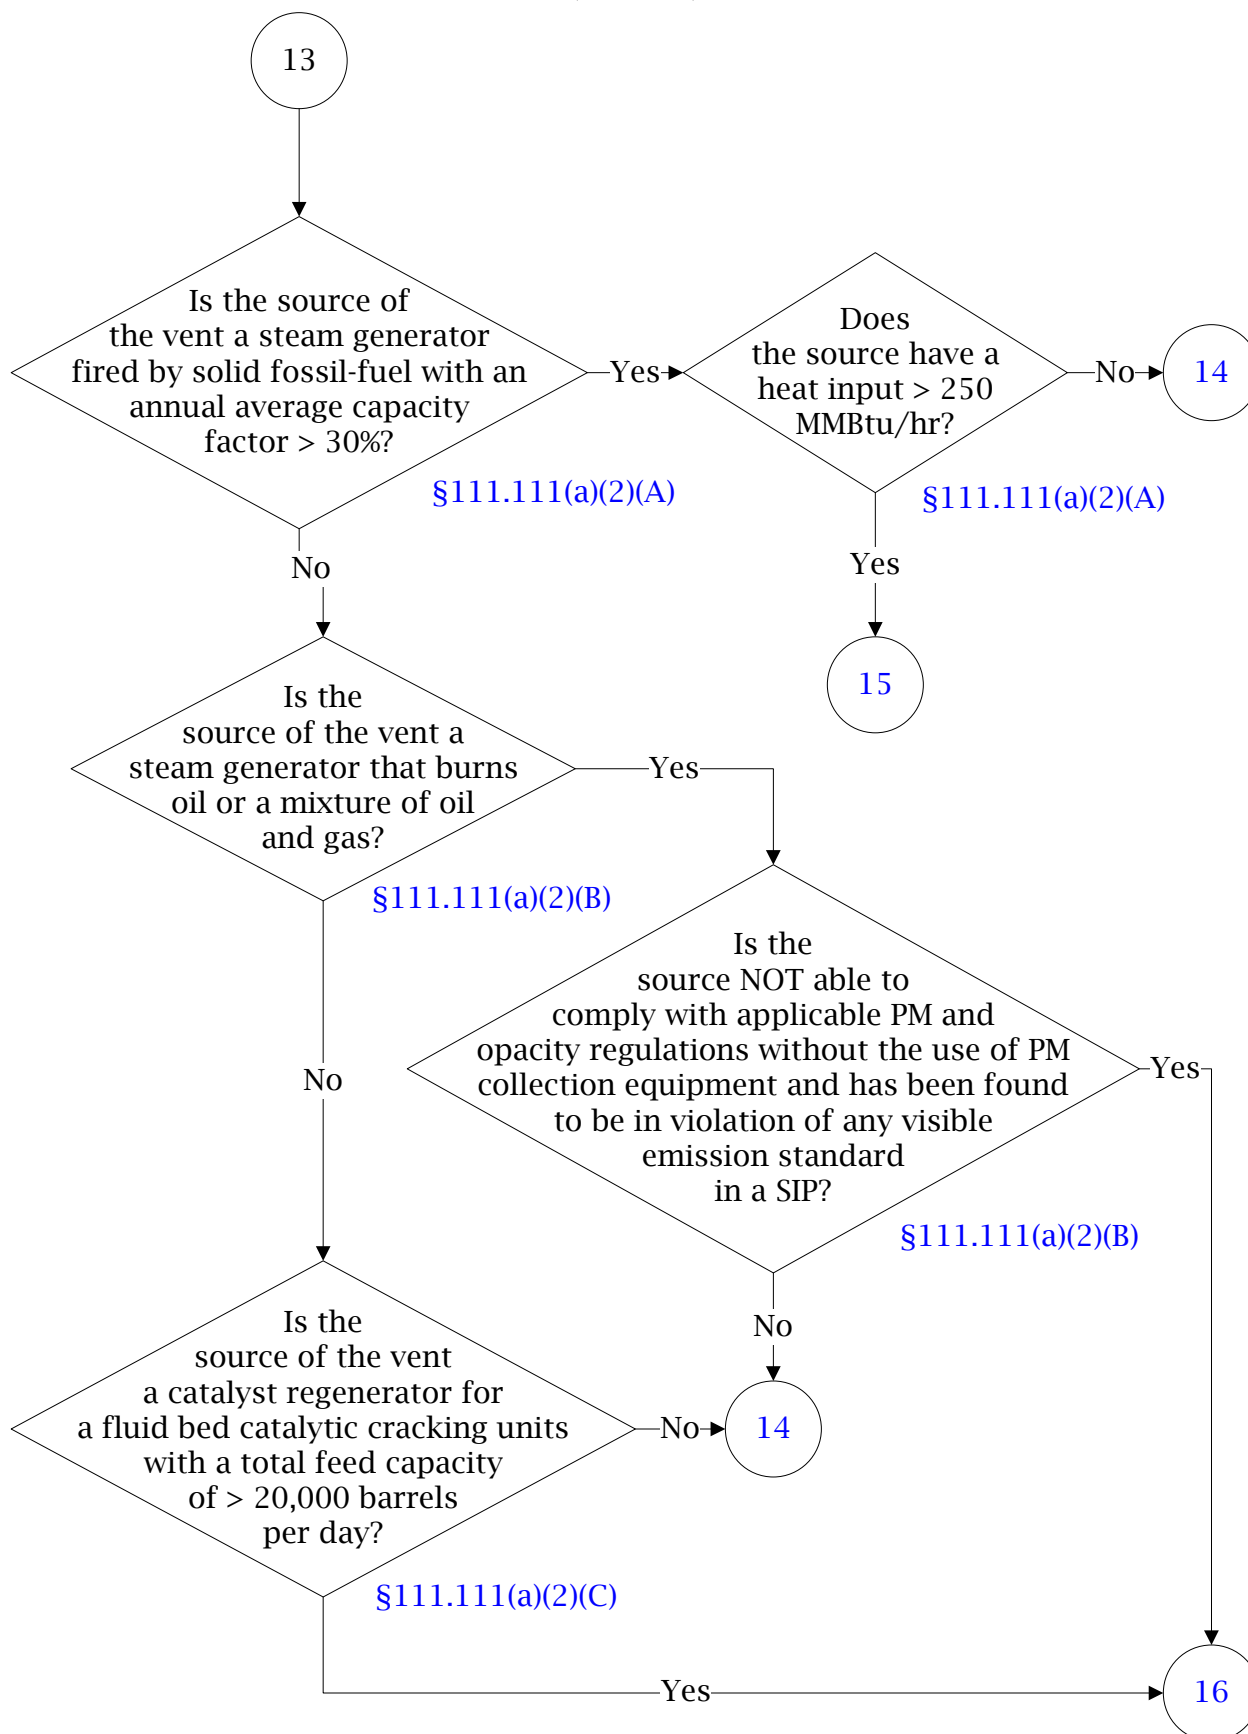 13
Is the source of
the vent a steam generator
fired by solid fossil-fuel with an
annual average capacity
factor > 30%?
§111.111(a)(2)(A)
Yes
Does
the source have a
heat input > 250
MMBtu/hr?
§111.111(a)(2)(A)
No
14
Yes
15
No
Is the
source of the vent a
steam generator that burns
oil or a mixture of oil
and gas?
§111.111(a)(2)(B)
Yes
Is the
source NOT able to
comply with applicable PM and
opacity regulations without the use of PM
collection equipment and has been found
to be in violation of any visible
emission standard
in a SIP?
§111.111(a)(2)(B)
Yes
No
No
Is the
source of the vent
a catalyst regenerator for
a fluid bed catalytic cracking units
with a total feed capacity
of > 20,000 barrels
per day?
§111.111(a)(2)(C)
No
14
Yes
16